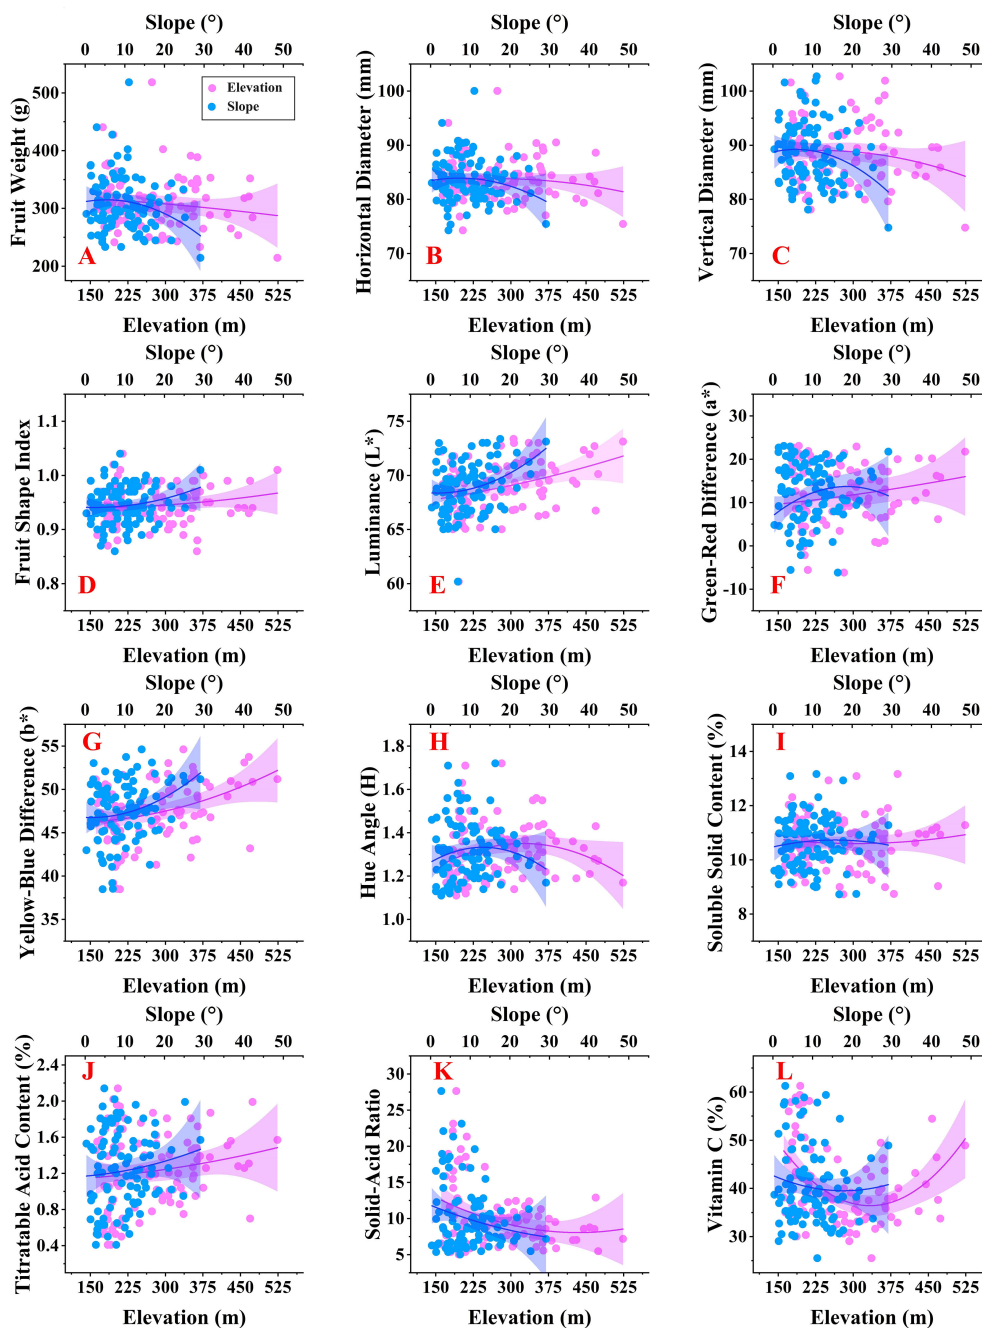 Slope (°) Slope (°) Slope (°)
0 10 20 30 40 50 0 10 20 30 40 50 0 10 20 30 40 50
Fruit Weight (g)
500
400
300
200
Elevation
Slope
A
Horizontal Diameter (mm)
100
90
80
70
B
Vertical Diameter (mm)
100
90
80
70
C
150 225 300 375 450 525 150 225 300 375 450 525 150 225 300 375 450 525
Elevation (m) Elevation (m) Elevation (m)
Slope (°) Slope (°) Slope (°)
0 10 20 30 40 50 0 10 20 30 40 50 0 10 20 30 40 50
Fruit Shape Index
1.1
1.0
0.9
0.8
D
Luminance (L*)
75
70
65
60
E
Green-Red Difference (a*)
30
20
10
0
-10
F
150 225 300 375 450 525 150 225 300 375 450 525 150 225 300 375 450 525
Elevation (m) Elevation (m) Elevation (m)
Slope (°) Slope (°) Slope (°)
0 10 20 30 40 50 0 10 20 30 40 50 0 10 20 30 40 50
Yellow-Blue Difference (b*)
55
50
45
40
35
G
Hue Angle (H)
1.8
1.6
1.4
1.2
1.0
H
Soluble Solid Content (%)
14
12
10
8
I
150 225 300 375 450 525 150 225 300 375 450 525 150 225 300 375 450 525
Elevation (m) Elevation (m) Elevation (m)
Slope (°) Slope (°) Slope (°)
0 10 20 30 40 50 0 10 20 30 40 50 0 10 20 30 40 50
Titratable Acid Content (%)
2.4
2.0
1.6
1.2
0.8
0.4
J
Solid-Acid Ratio
30
25
20
15
10
5
K
Vitamin C (%)
60
50
40
30
L
150 225 300 375 450 525 150 225 300 375 450 525 150 225 300 375 450 525
Elevation (m) Elevation (m) Elevation (m)